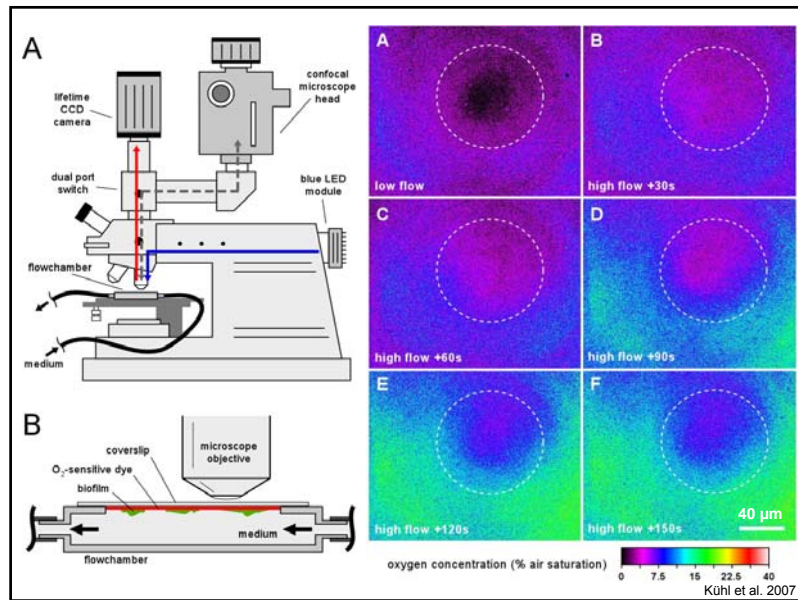 A
lifetime
CCD
camera
confocal
microscope
head
dual port
switch
blue LED
module
flowchamber
medium
B
coverslip
O2-sensitive dye
biofilm
microscope
objective
medium
flowchamber
A
low flow
B
high flow +30s
C
high flow +60s
D
high flow +90s
E
high flow +120s
F
high flow +150s
40 µm
oxygen concentration (% air saturation)
0 7.5 15 22.5 30 40
Kühl et al. 2007